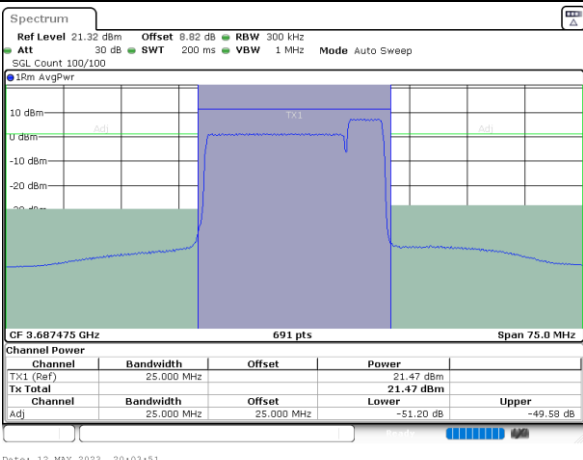 Spectrum
Ref Level 21.32 dBm Offset 8.82 dB RBW 300 kHz
Att 30 dB SWT 200 ms VBW 1 MHz Mode Auto Sweep
SGL Count 100/100
1Rm AvgPwr
10 dBm
TX1
Adj Adj
0 dBm
-10 dBm
-20 dBm
CF 3.687475 GHz 691 pts Span 75.0 MHz
Channel Power
Channel Bandwidth Offset Power
TX1 (Ref) 25.000 MHz 21.47 dBm
Tx Total 21.47 dBm
Channel Bandwidth Offset Lower Upper
Adj 25.000 MHz 25.000 MHz -51.20 dB -49.58 dB